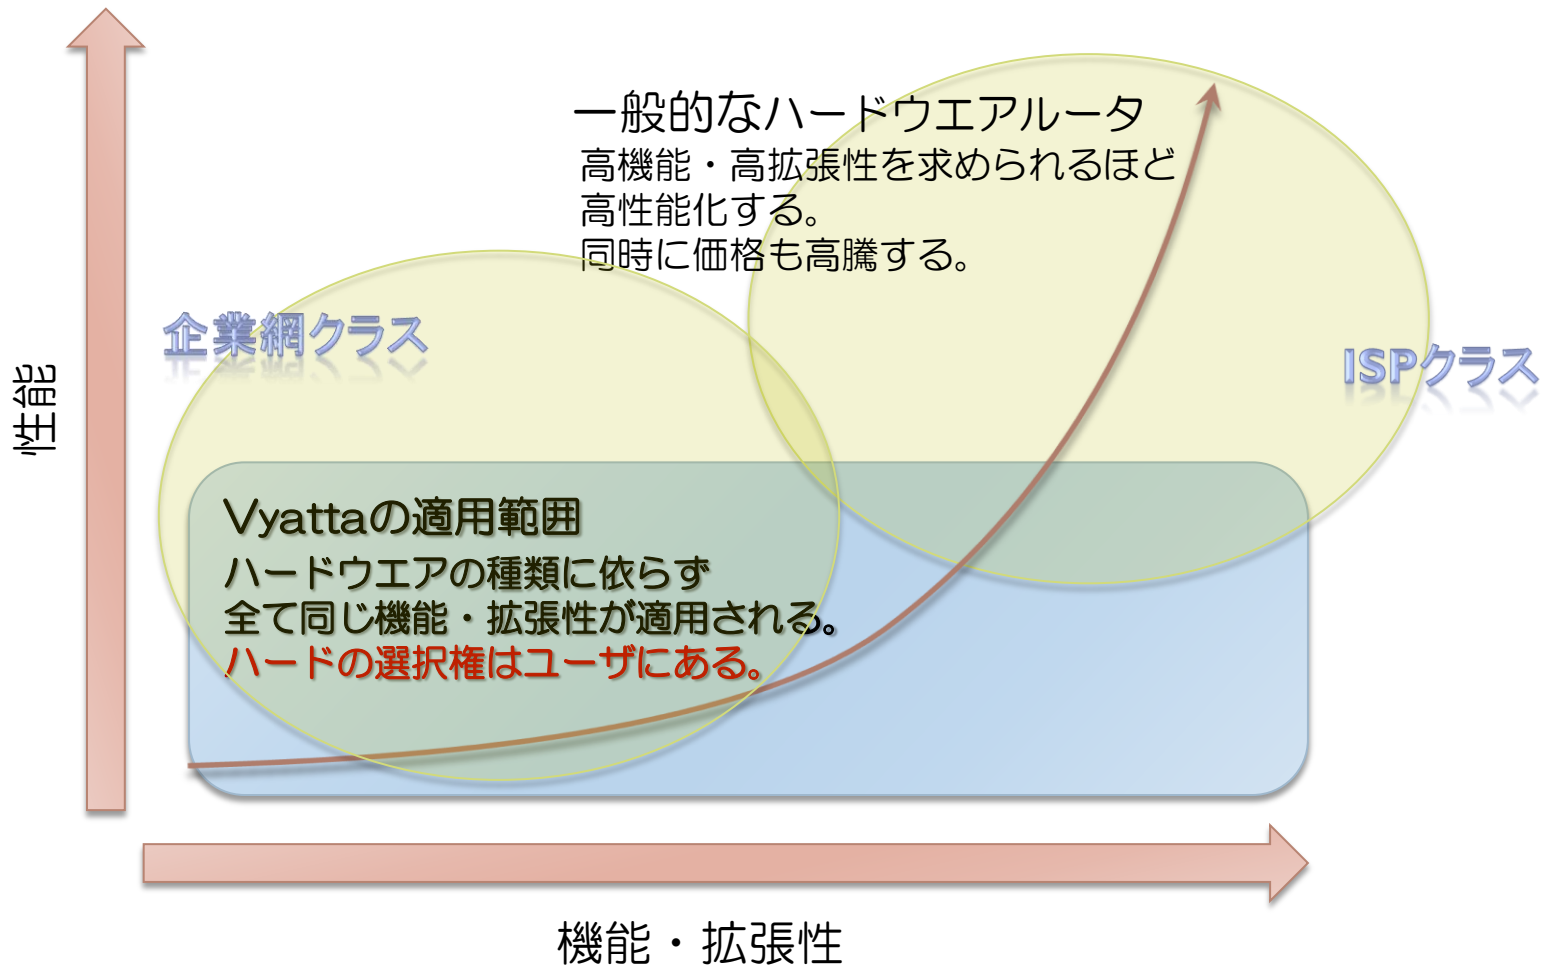 一般的なハードウエアルータ
高機能・高拡張性を求められるほど
高性能化する。
同時に価格も高騰する。
企業網クラス
ISPクラス
性能
Vyattaの適用範囲
ハードウエアの種類に依らず
全て同じ機能・拡張性が適用される。
ハードの選択権はユーザにある。
機能・拡張性